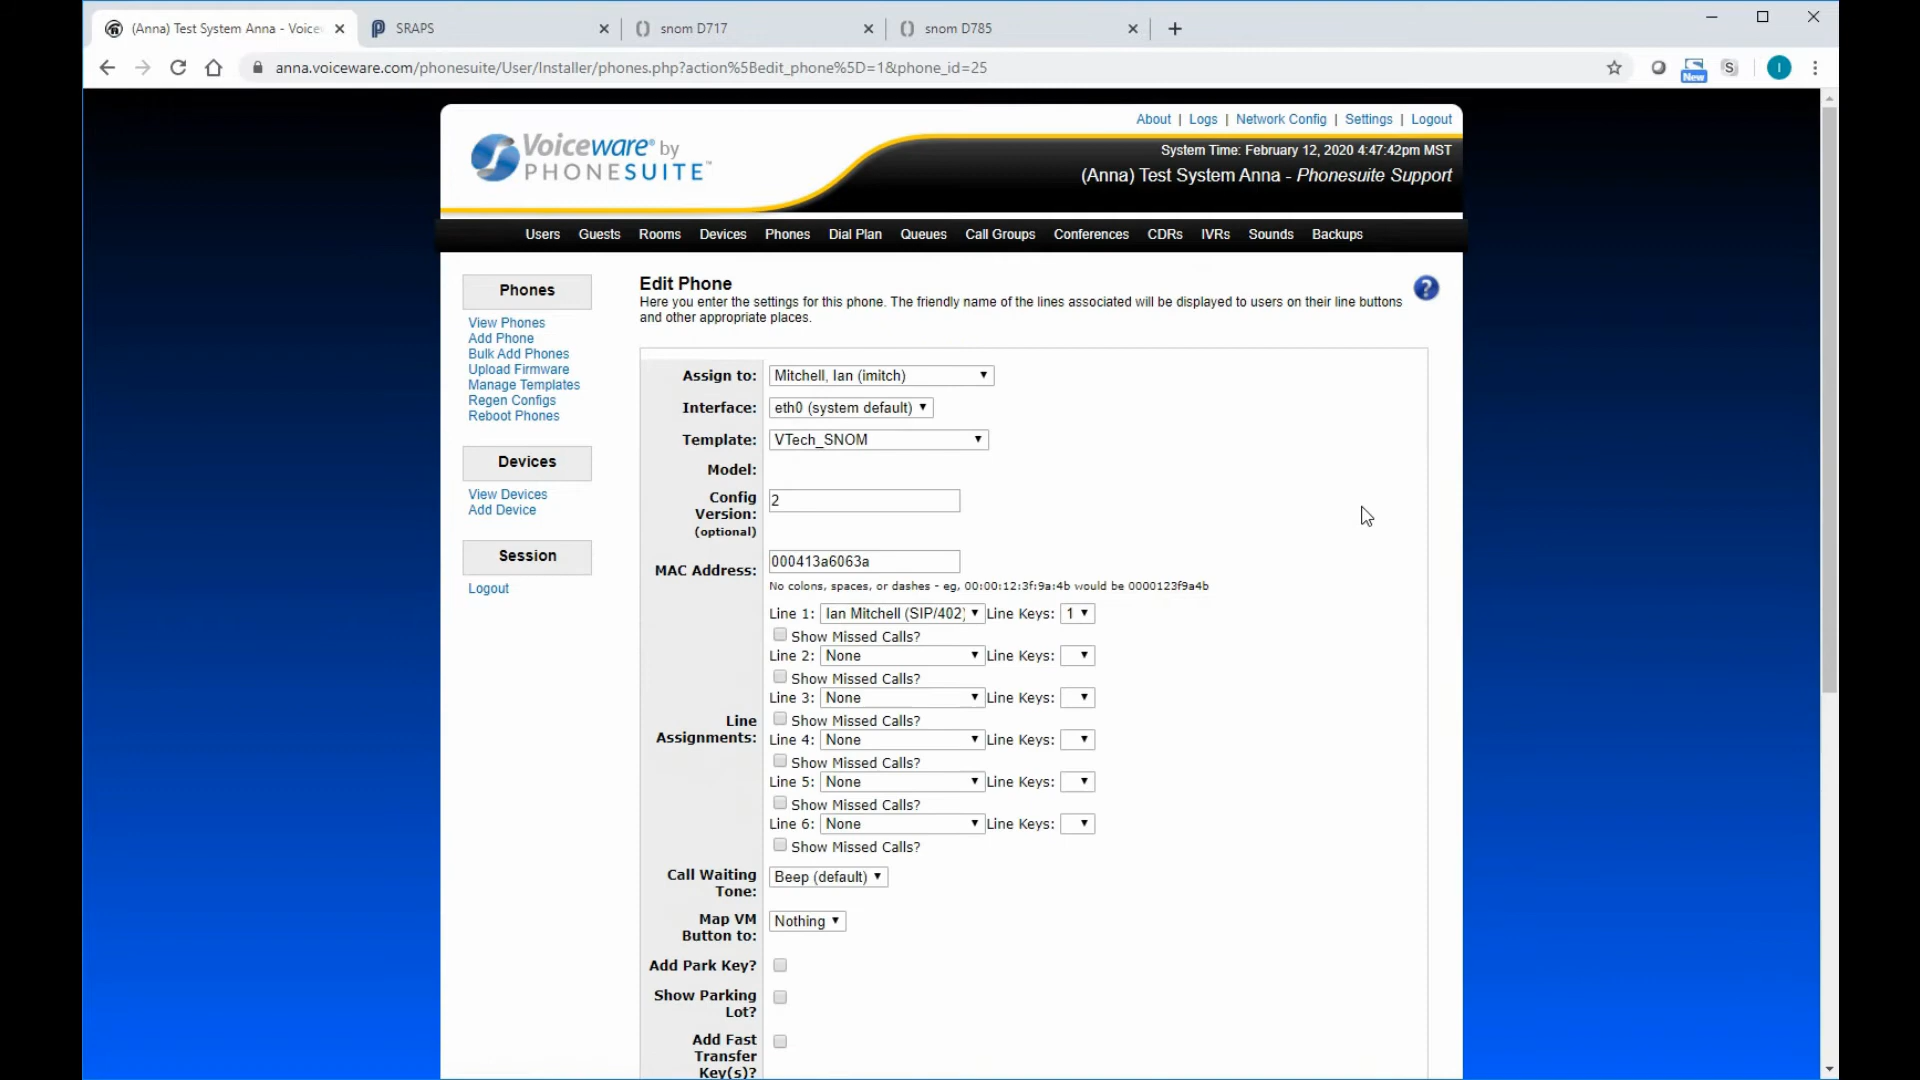 (Anna) Test System Anna - Voice
SRAPS
snom D717
snom D785
anna.voiceware.com/phonesuite/User/Installer/phones.php?action%5Bedit_phone%5D=1&phone_id=25
New
S
I
About | Logs | Network Config | Settings | Logout
Voiceware® by
PHONESUITE™
System Time: February 12, 2020 4:47:42pm MST
(Anna) Test System Anna - Phonesuite Support
Users Guests Rooms Devices Phones Dial Plan Queues Call Groups Conferences CDRs IVRs Sounds Backups
Phones
View Phones
Add Phone
Bulk Add Phones
Upload Firmware
Manage Templates
Regen Configs
Reboot Phones
Devices
View Devices
Add Device
Session
Logout
Edit Phone
?
Here you enter the settings for this phone. The friendly name of the lines associated will be displayed to users on their line buttons
and other appropriate places.
Assign to: Mitchell, Ian (imitch)
Interface: eth0 (system default)
Template: VTech_SNOM
Model:
Config
Version:
(optional)
2
MAC Address:
000413a6063a
No colons, spaces, or dashes - eg, 00:00:12:3f:9a:4b would be 0000123f9a4b
Line
Assignments:
Line 1: Ian Mitchell (SIP/402) Line Keys: 1
Show Missed Calls?
Line 2: None Line Keys:
Show Missed Calls?
Line 3: None Line Keys:
Show Missed Calls?
Line 4: None Line Keys:
Show Missed Calls?
Line 5: None Line Keys:
Show Missed Calls?
Line 6: None Line Keys:
Show Missed Calls?
Call Waiting
Tone:
Beep (default)
Map VM
Button to:
Nothing
Add Park Key?
Show Parking
Lot?
Add Fast
Transfer
Key(s)?